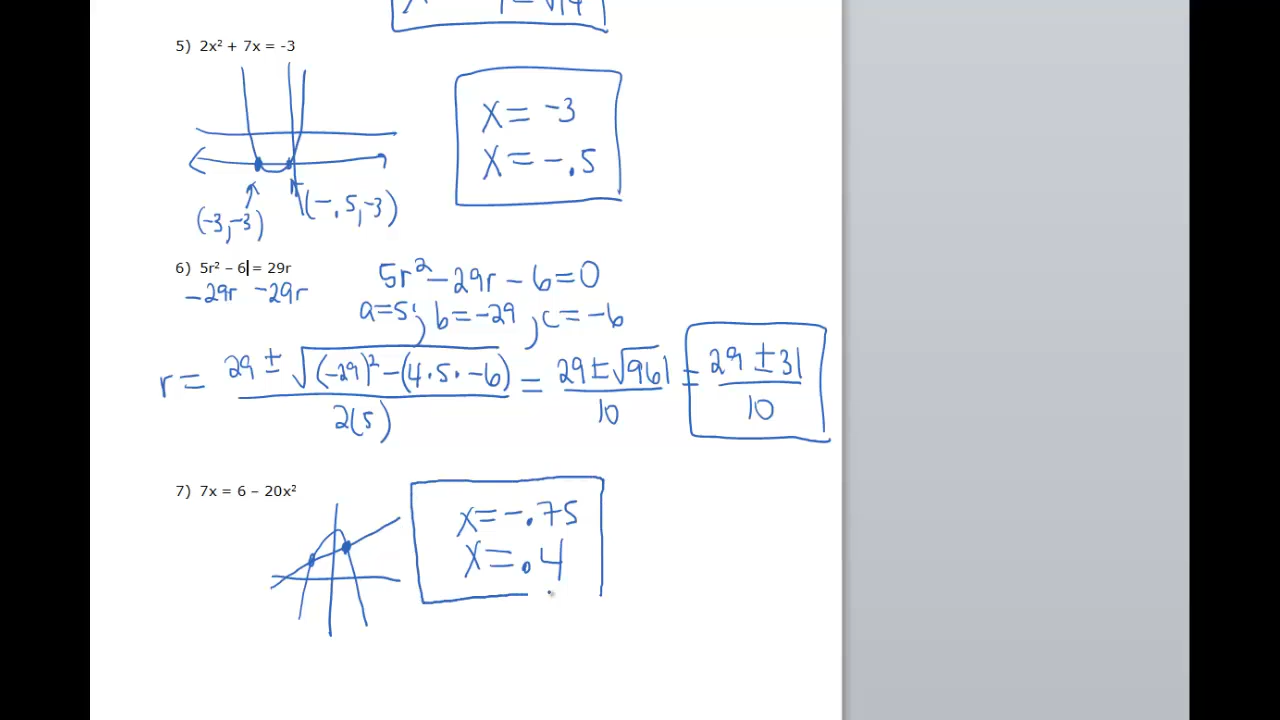 5) 2x² + 7x = -3
x = -3
x = -.5
(-3,-3)
(-.5,-3)
6) 5r² – 6 = 29r
-29r -29r
5r² - 29r - 6 = 0
a=5; b=-29, c=-6
r = (29 ± √((-29)² - (4·5·-6)))/2(5) = (29 ± √961)/10 = (29 ± 31)/10
7) 7x = 6 – 20x²
x = -.75
x = .4